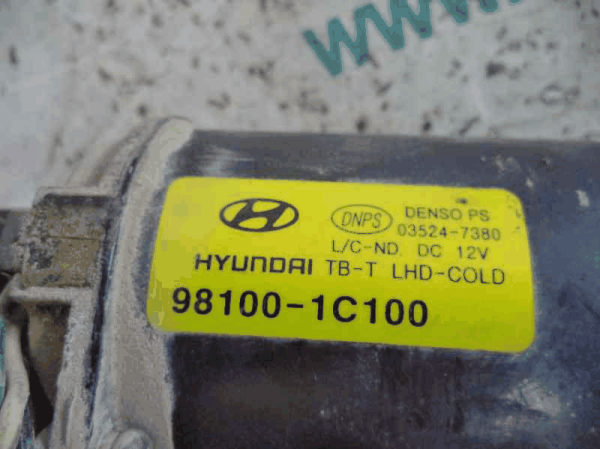 DNPS DENSO PS
03524-7380
L/C-ND. DC 12V
HYUNDAI TB-T LHD-COLD
98100-1C100